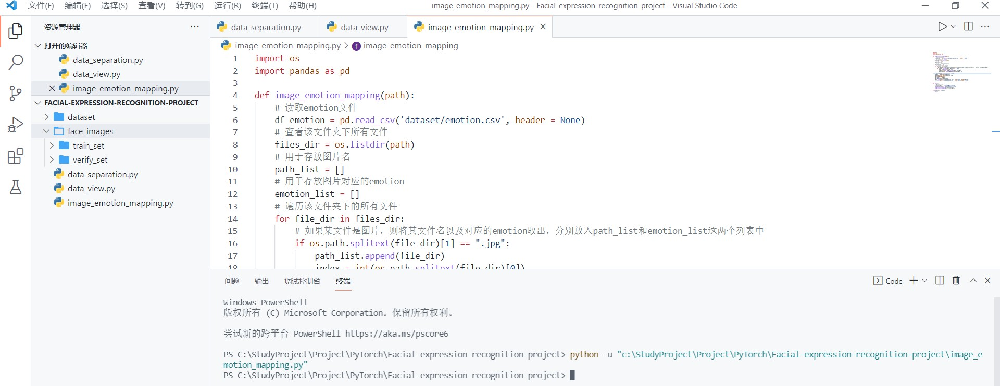 文件(F) 编辑(E) 选择(S) 查看(V) 转到(G) 运行(R) 终端(T) 帮助(H)
image_emotion_mapping.py - Facial-expression-recognition-project - Visual Studio Code
资源管理器
打开的编辑器
data_separation.py
data_view.py
image_emotion_mapping.py
FACIAL-EXPRESSION-RECOGNITION-PROJECT
dataset
face_images
train_set
verify_set
data_separation.py
data_view.py
image_emotion_mapping.py
data_separation.py data_view.py image_emotion_mapping.py
image_emotion_mapping.py > image_emotion_mapping
1 import os
2 import pandas as pd
3
4 def image_emotion_mapping(path):
5 # 读取emotion文件
6 df_emotion = pd.read_csv('dataset/emotion.csv', header = None)
7 # 查看该文件夹下所有文件
8 files_dir = os.listdir(path)
9 # 用于存放图片名
10 path_list = []
11 # 用于存放图片对应的emotion
12 emotion_list = []
13 # 遍历该文件夹下的所有文件
14 for file_dir in files_dir:
15 # 如果某文件是图片，则将其文件名以及对应的emotion取出，分别放入path_list和emotion_list这两个列表中
16 if os.path.splitext(file_dir)[1] == ".jpg":
17 path_list.append(file_dir)
18 index = int(os.path.splitext(file_dir)[0])
问题 输出 调试控制台 终端
Code
Windows PowerShell
版权所有 (C) Microsoft Corporation。保留所有权利。
尝试新的跨平台 PowerShell https://aka.ms/pscore6
PS C:\StudyProject\Project\PyTorch\Facial-expression-recognition-project> python -u "c:\StudyProject\Project\PyTorch\Facial-expression-recognition-project\image_e
motion_mapping.py"
PS C:\StudyProject\Project\PyTorch\Facial-expression-recognition-project>